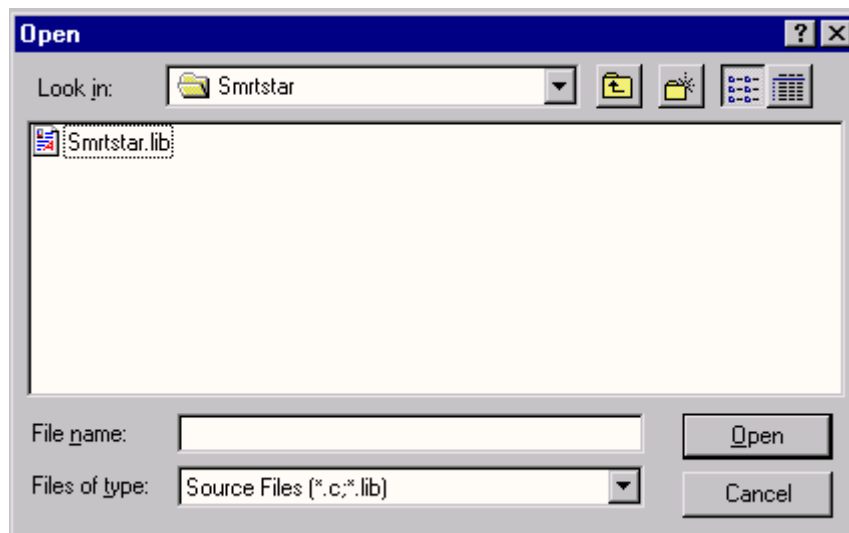 Open
Look in: Smrtstar
Smrtstar.lib
File name:
Open
Files of type: Source Files (*.c;*.lib)
Cancel